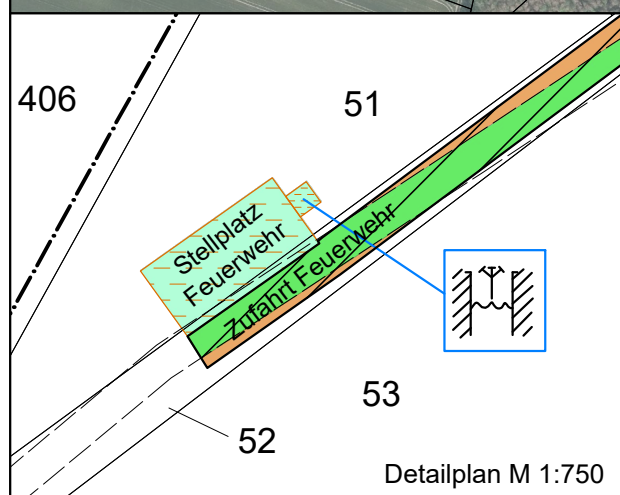 406
51
Stellplatz
Feuerwehr
Zufahrt Feuerwehr
53
52
Detailplan M 1:750